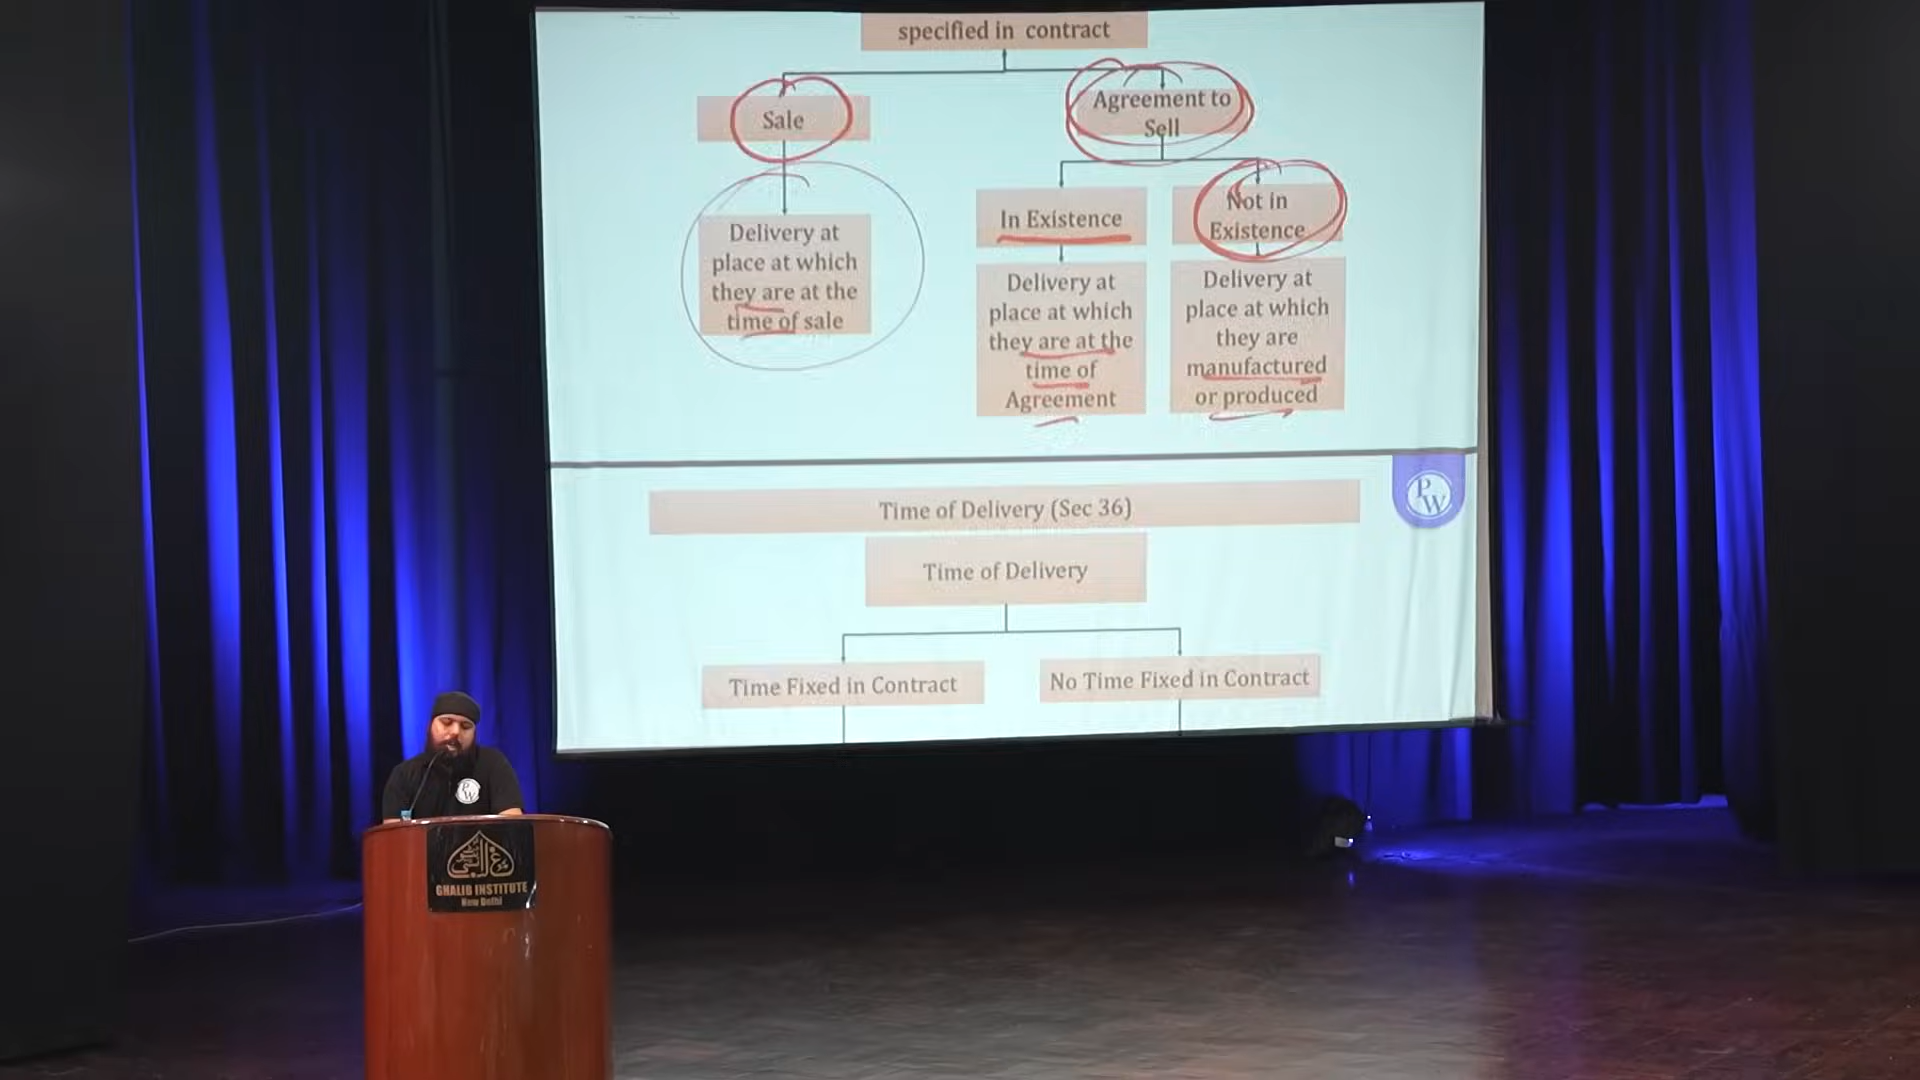 specified in contract
Sale
Agreement to
Sell
In Existence
Not in
Existence
Delivery at
place at which
they are at the
time of sale
Delivery at
place at which
they are at the
time of
Agreement
Delivery at
place at which
they are
manufactured
or produced
PW
Time of Delivery (Sec 36)
Time of Delivery
Time Fixed in Contract
No Time Fixed in Contract
PW
GHALIB INSTITUTE
New Delhi